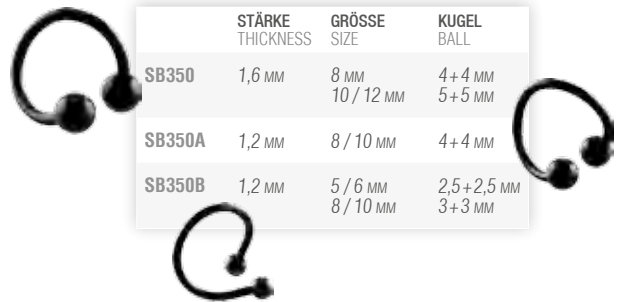 STÄRKE GRÖSSE KUGEL
THICKNESS SIZE BALL
SB350 1,6 MM 8 MM 4+4 MM
10 / 12 MM 5+5 MM
SB350A 1,2 MM 8 / 10 MM 4+4 MM
SB350B 1,2 MM 5 / 6 MM 2,5+2,5 MM
8 / 10 MM 3+3 MM